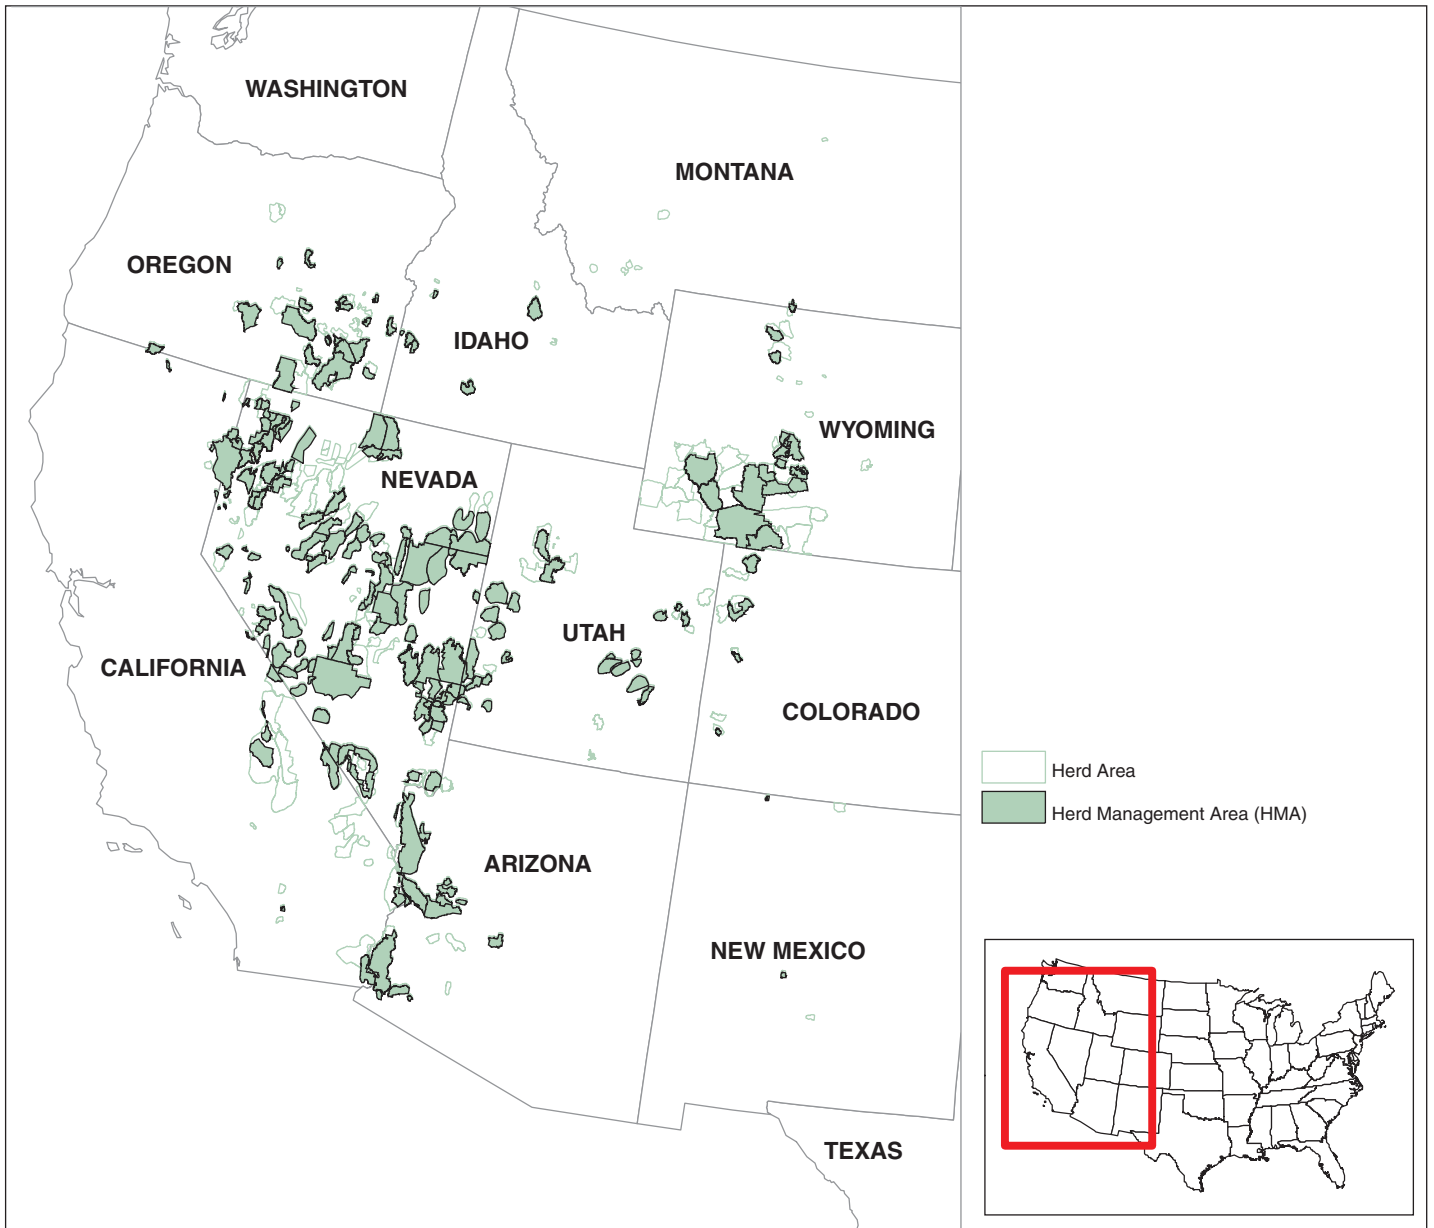 WASHINGTON
MONTANA
OREGON
IDAHO
WYOMING
NEVADA
UTAH
CALIFORNIA
COLORADO
Herd Area
Herd Management Area (HMA)
ARIZONA
NEW MEXICO
TEXAS